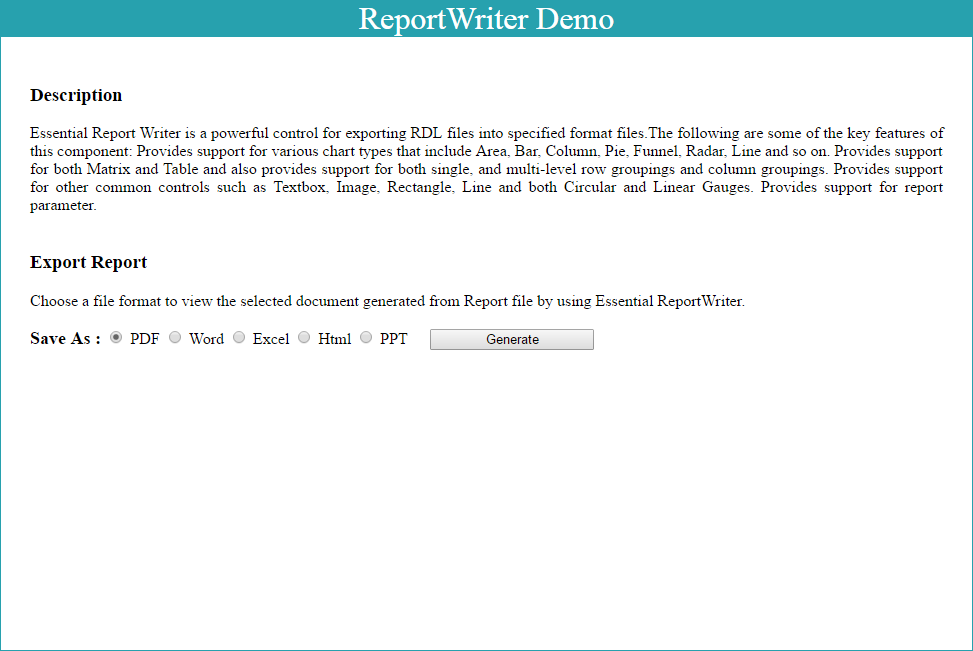 ReportWriter Demo
Description
Essential Report Writer is a powerful control for exporting RDL files into specified format files.The following are some of the key features of
this component: Provides support for various chart types that include Area, Bar, Column, Pie, Funnel, Radar, Line and so on. Provides support
for both Matrix and Table and also provides support for both single, and multi-level row groupings and column groupings. Provides support
for other common controls such as Textbox, Image, Rectangle, Line and both Circular and Linear Gauges. Provides support for report
parameter.
Export Report
Choose a file format to view the selected document generated from Report file by using Essential ReportWriter.
Save As : PDF Word Excel Html PPT Generate